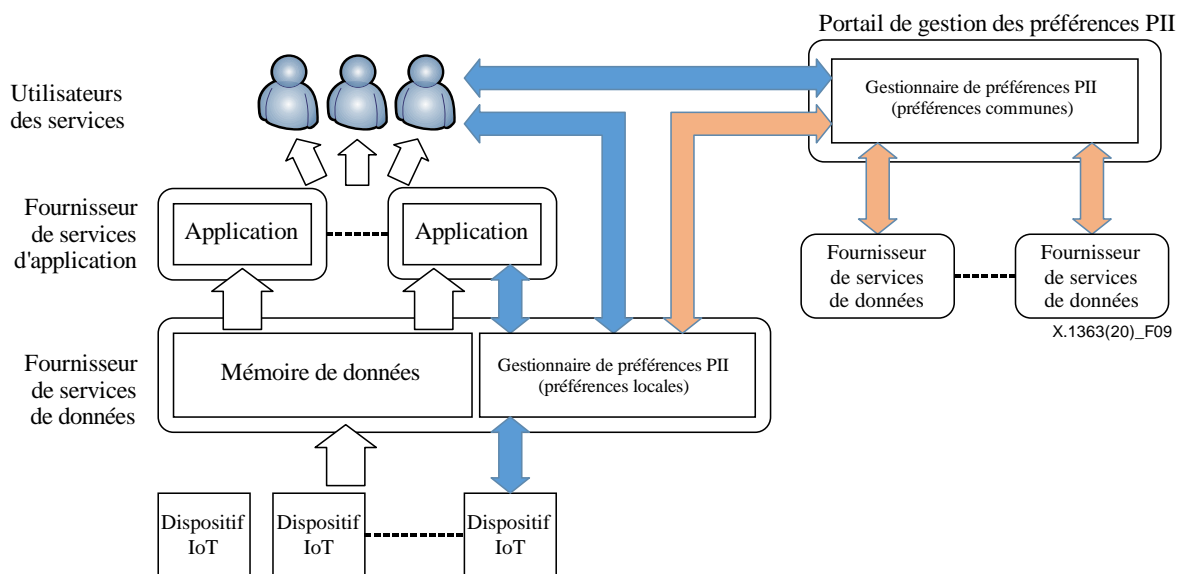 Portail de gestion des préférences PII
Utilisateurs
des services
Gestionnaire de préférences PII
(préférences communes)
Fournisseur
de services
d'application
Application
Application
Fournisseur
de services
de données
Fournisseur
de services
de données
X.1363(20)_F09
Fournisseur
de services
de données
Mémoire de données
Gestionnaire de préférences PII
(préférences locales)
Dispositif
IoT
Dispositif
IoT
Dispositif
IoT